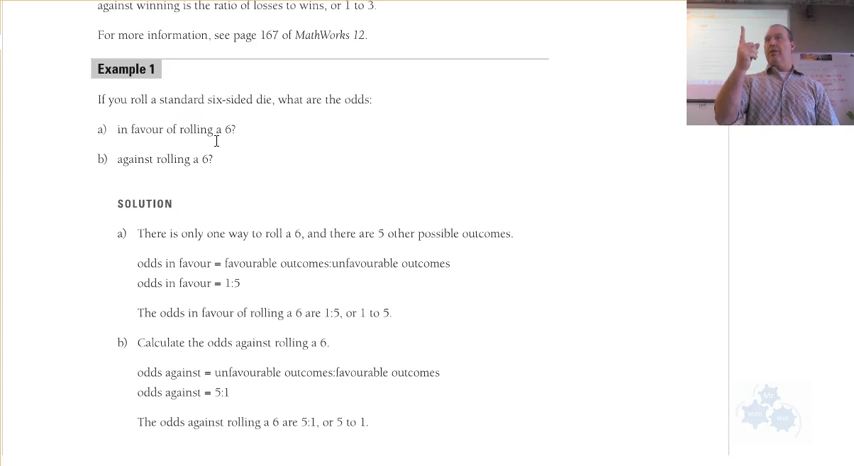 against winning is the ratio of losses to wins, or 1 to 3.
For more information, see page 167 of MathWorks 12.
Example 1
If you roll a standard six-sided die, what are the odds:
a) in favour of rolling a 6?
b) against rolling a 6?
SOLUTION
a) There is only one way to roll a 6, and there are 5 other possible outcomes.
odds in favour = favourable outcomes:unfavourable outcomes
odds in favour = 1:5
The odds in favour of rolling a 6 are 1:5, or 1 to 5.
b) Calculate the odds against rolling a 6.
odds against = unfavourable outcomes:favourable outcomes
odds against = 5:1
The odds against rolling a 6 are 5:1, or 5 to 1.